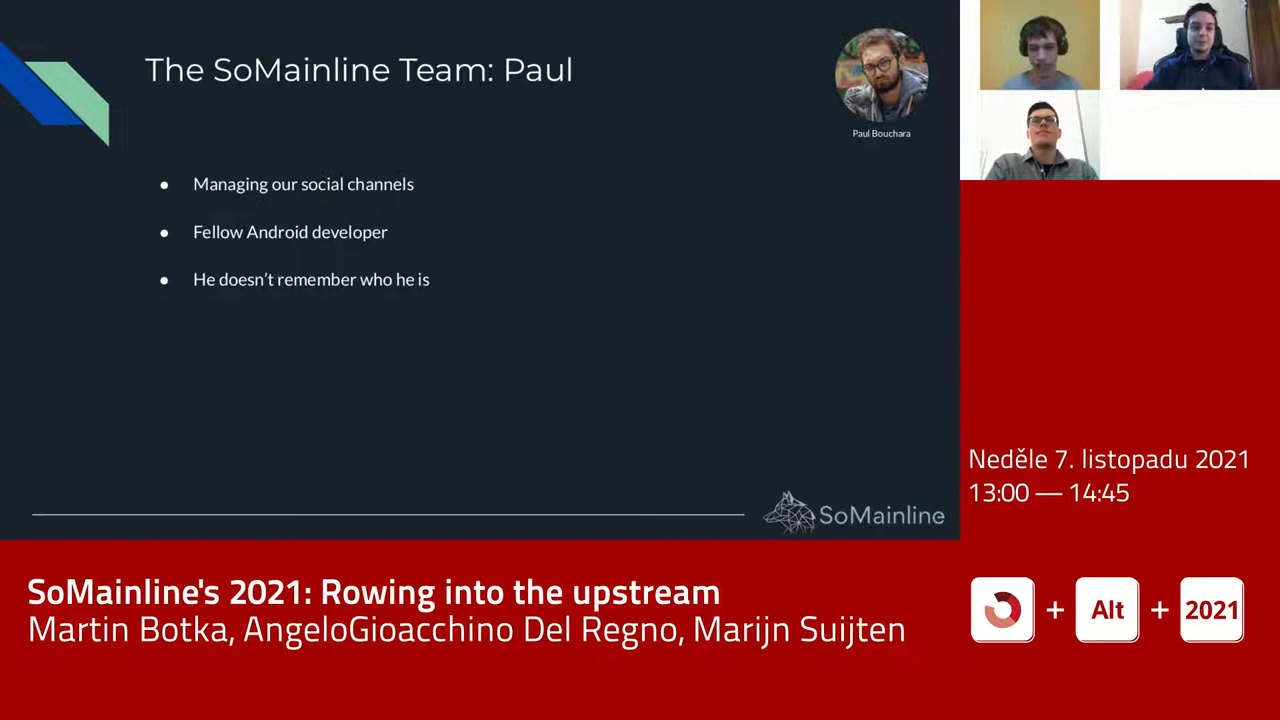 The SoMainline Team: Paul
Paul Bouchara
● Managing our social channels
● Fellow Android developer
● He doesn't remember who he is
SoMainline
Neděle 7. listopadu 2021
13:00 — 14:45
SoMainline's 2021: Rowing into the upstream
Martin Botka, AngeloGioacchino Del Regno, Marijn Suijten
+ Alt + 2021